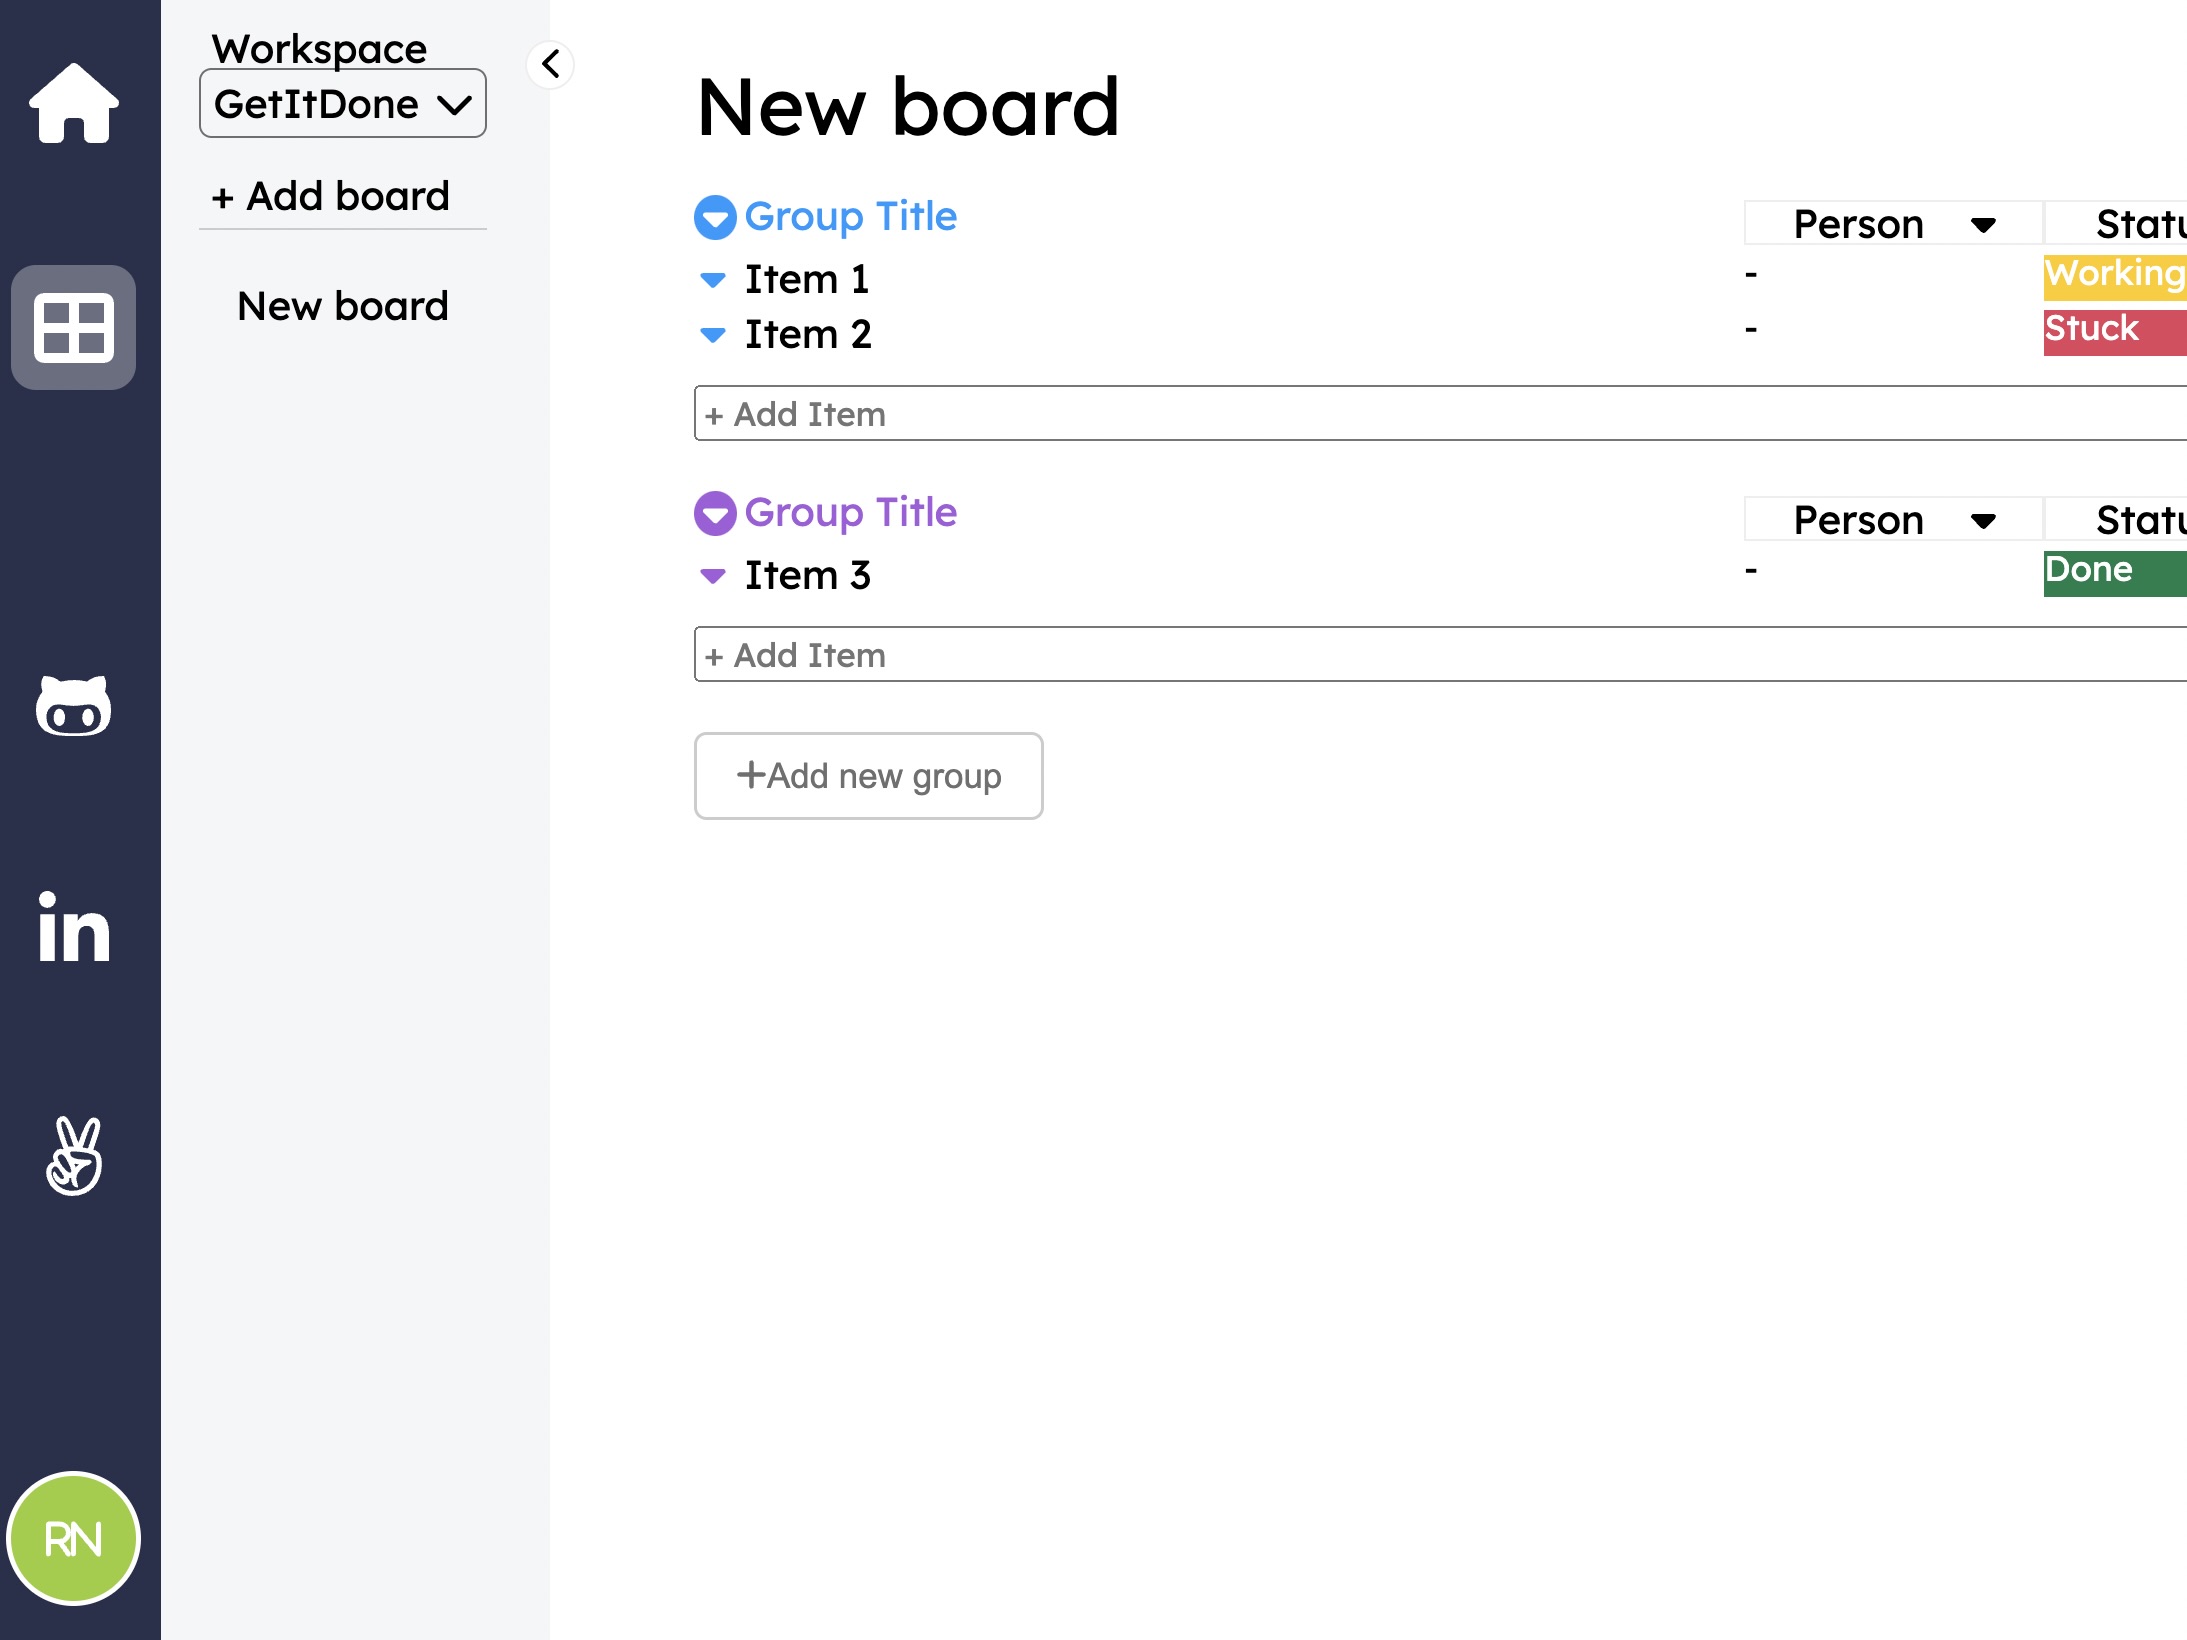 Workspace
GetItDone
+ Add board
New board
New board
Group Title Person Statu
Item 1 - Working
Item 2 - Stuck
+ Add Item
Group Title Person Statu
Item 3 - Done
+ Add Item
+Add new group
in
RN